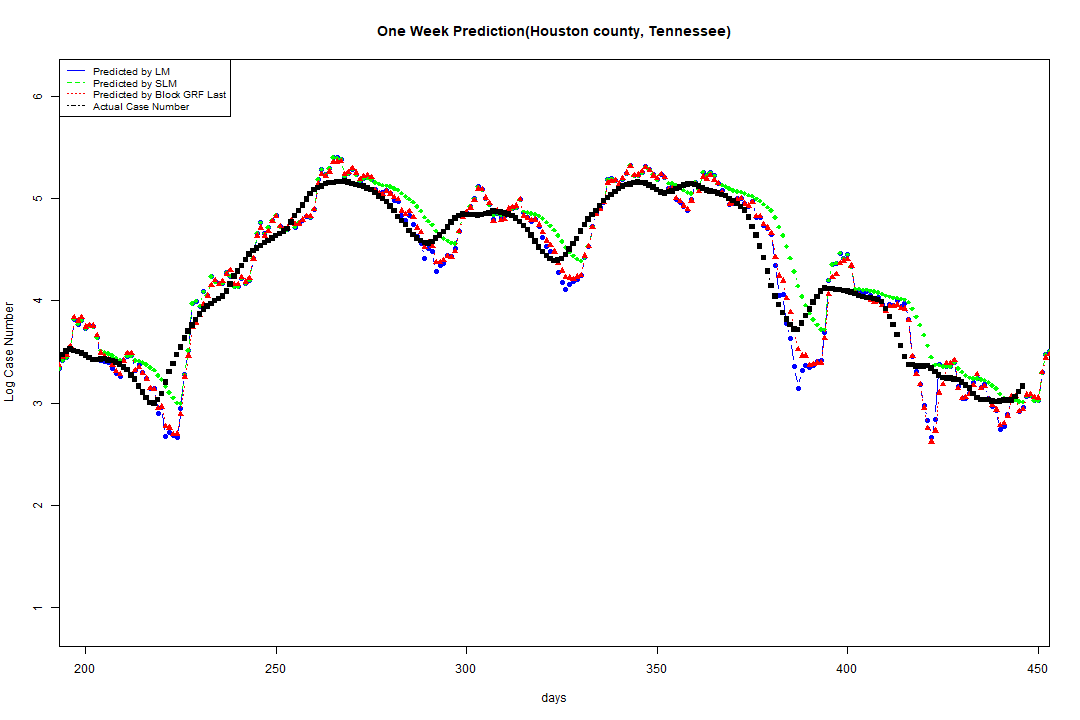 One Week Prediction(Houston county, Tennessee)
Predicted by LM
Predicted by SLM
Predicted by Block GRF Last
Actual Case Number
6
5
4
3
2
1
Log Case Number
200 250 300 350 400 450
days